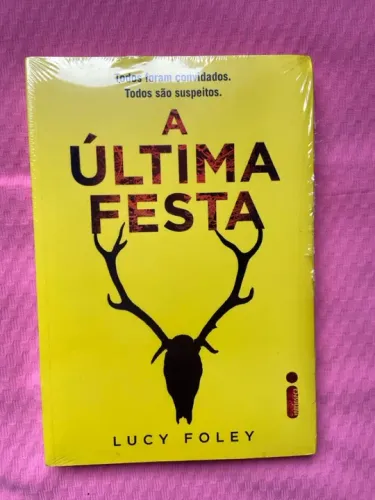 Todos foram convidados.
Todos são suspeitos.
A
ÚLTIMA
FESTA
LUCY FOLEY